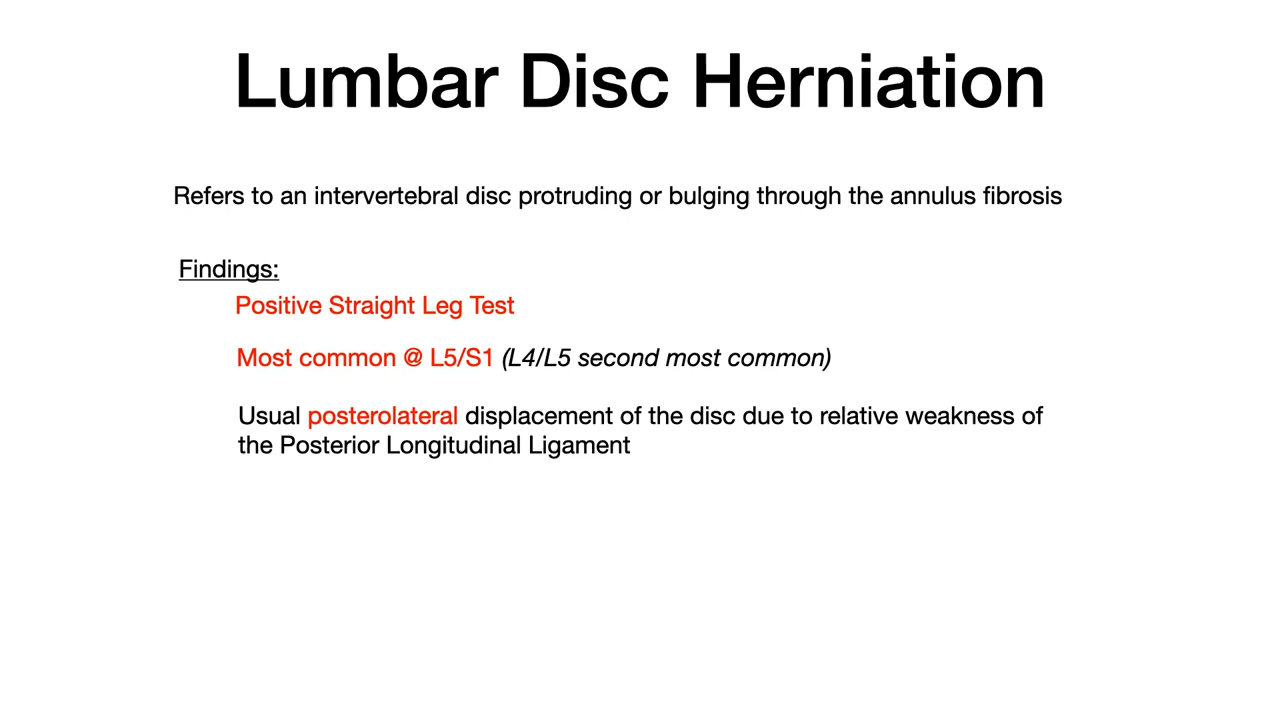 Lumbar Disc Herniation
Refers to an intervertebral disc protruding or bulging through the annulus fibrosis
Findings:
Positive Straight Leg Test
Most common @ L5/S1 (L4/L5 second most common)
Usual posterolateral displacement of the disc due to relative weakness of
the Posterior Longitudinal Ligament